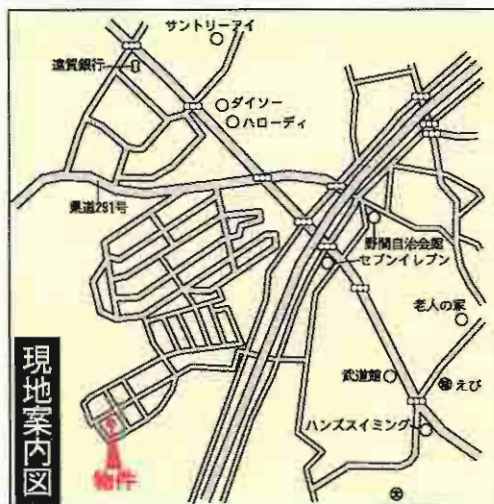 サントリーアイ
遠賀銀行
ダイソー
ハローデイ
県道291号
野間自治会館
セブンイレブン
老人の家
武道館
えび
ハンズスイミング
現地案内図
物件